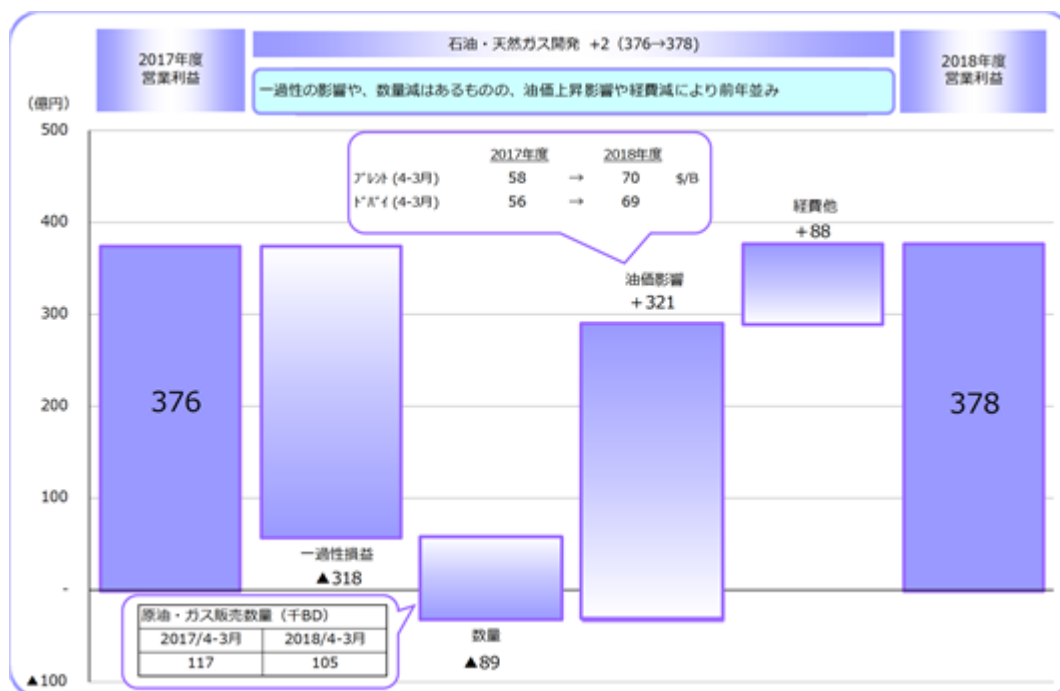 2017年度
営業利益
石油・天然ガス開発 +2（376→378）
2018年度
営業利益
一過性の影響や、数量減はあるものの、油価上昇影響や経費減により前年並み
(億円)
500
400
300
200
100
-
▲100
2017年度 2018年度
ﾌﾞﾚﾝﾄ (4-3月) 58 → 70 $/B
ﾄﾞﾊﾞｲ (4-3月) 56 → 69
経費他
+88
油価影響
+321
376
378
一過性損益
▲318
数量
▲89
原油・ガス販売数量（千BD）
2017/4-3月 2018/4-3月
117 105